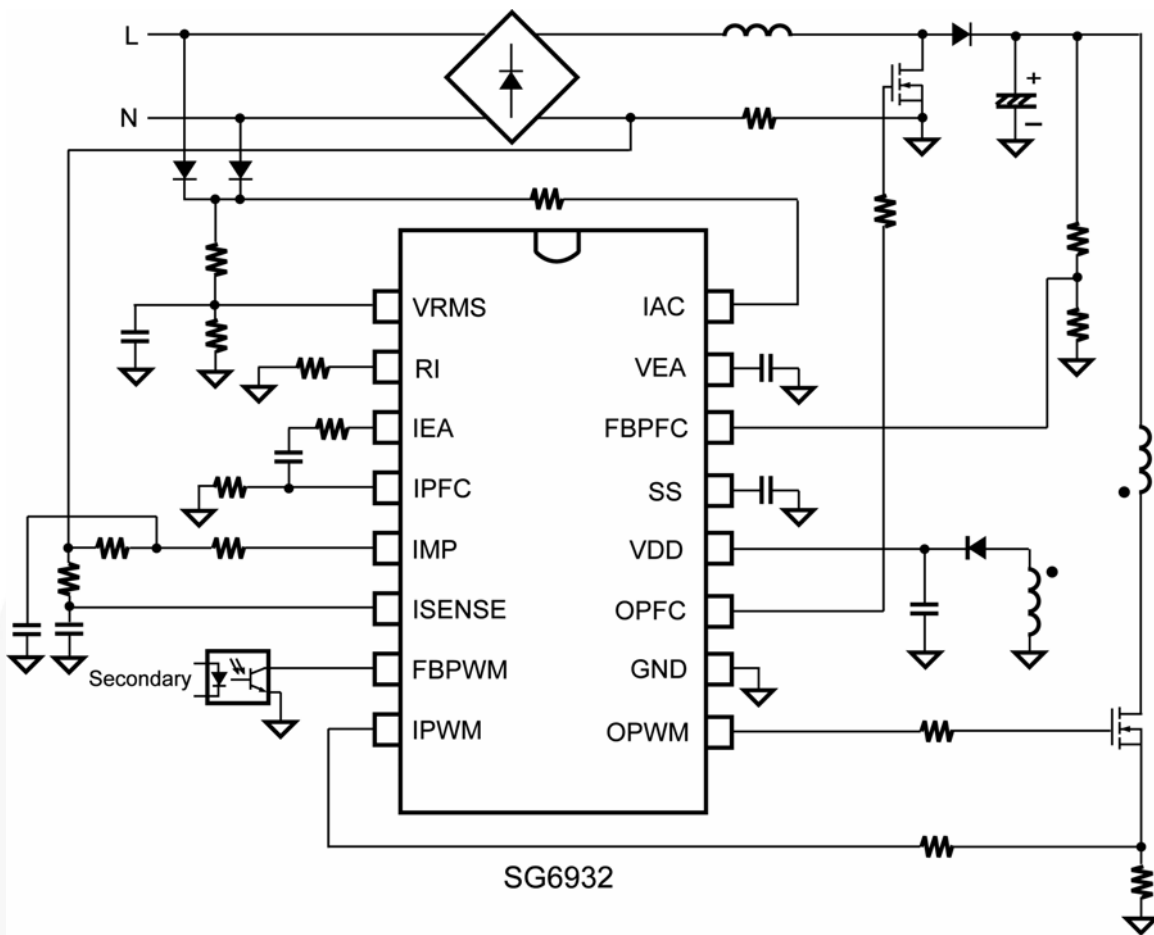 L
N
+
−
VRMS
IAC
RI
VEA
IEA
FBPFC
IPFC
SS
IMP
VDD
ISENSE
OPFC
Secondary
FBPWM
GND
IPWM
OPWM
SG6932